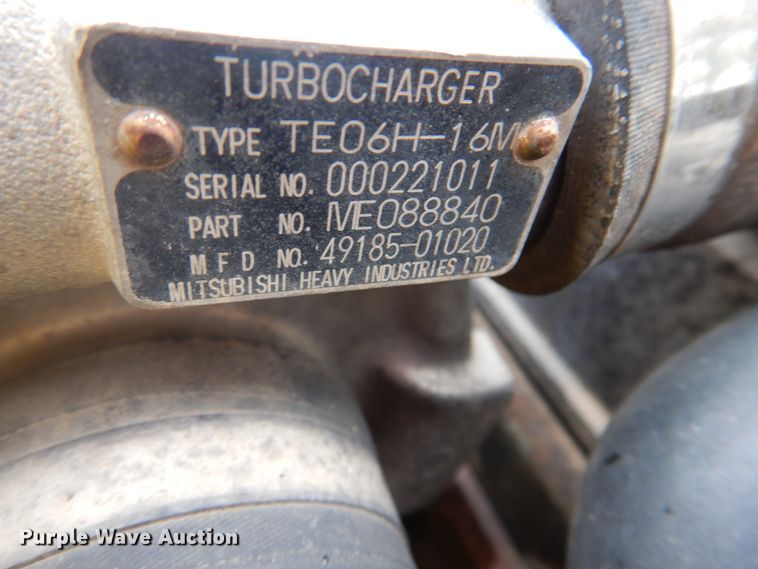 TURBOCHARGER
TYPE TE06H-16M
SERIAL NO. 000221011
PART NO. ME088840
MFD NO. 49185-01020
MITSUBISHI HEAVY INDUSTRIES LTD.
Purple Wave Auction